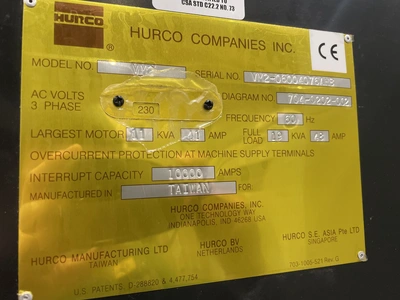 CSA STD C22.2 NO. 73
HURCO
®
HURCO COMPANIES INC.
CE
MODEL NO.
SERIAL NO.
AC VOLTS
3 PHASE
230
DIAGRAM NO
FREQUENCY 60 HZ
LARGEST MOTOR 11 KVA AMP FULL LOAD KVA AMP
OVERCURRENT PROTECTION AT MACHINE SUPPLY TERMINALS
INTERRUPT CAPACITY 10000 AMPS
MANUFACTURED IN TAIWAN FOR:
HURCO COMPANIES, INC.
ONE TECHNOLOGY WAY
INDIANAPOLIS, IND 46268 USA
HURCO MANUFACTURING LTD
TAIWAN
HURCO BV
NETHERLANDS
HURCO S.E. ASIA Pte Ltd
SINGAPORE
U.S. PATENTS